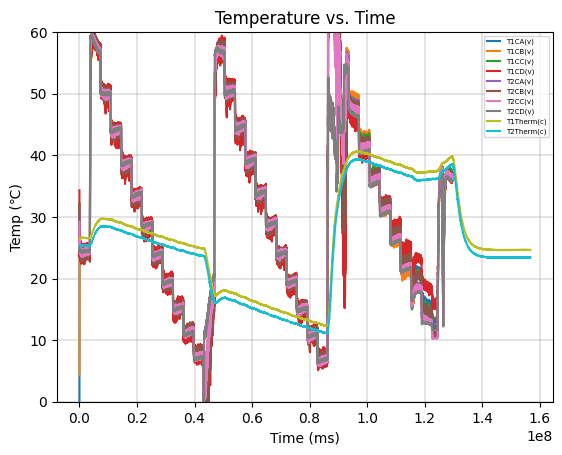 Temperature vs. Time
Temp (℃)
60
50
40
30
20
10
0
T1CA(v)
T1CB(v)
T1CC(v)
T1CD(v)
T2CA(v)
T2CB(v)
T2CC(v)
T2CD(v)
T1Therm(c)
T2Therm(c)
0.0 0.2 0.4 0.6 0.8 1.0 1.2 1.4 1.6
1e8
Time (ms)